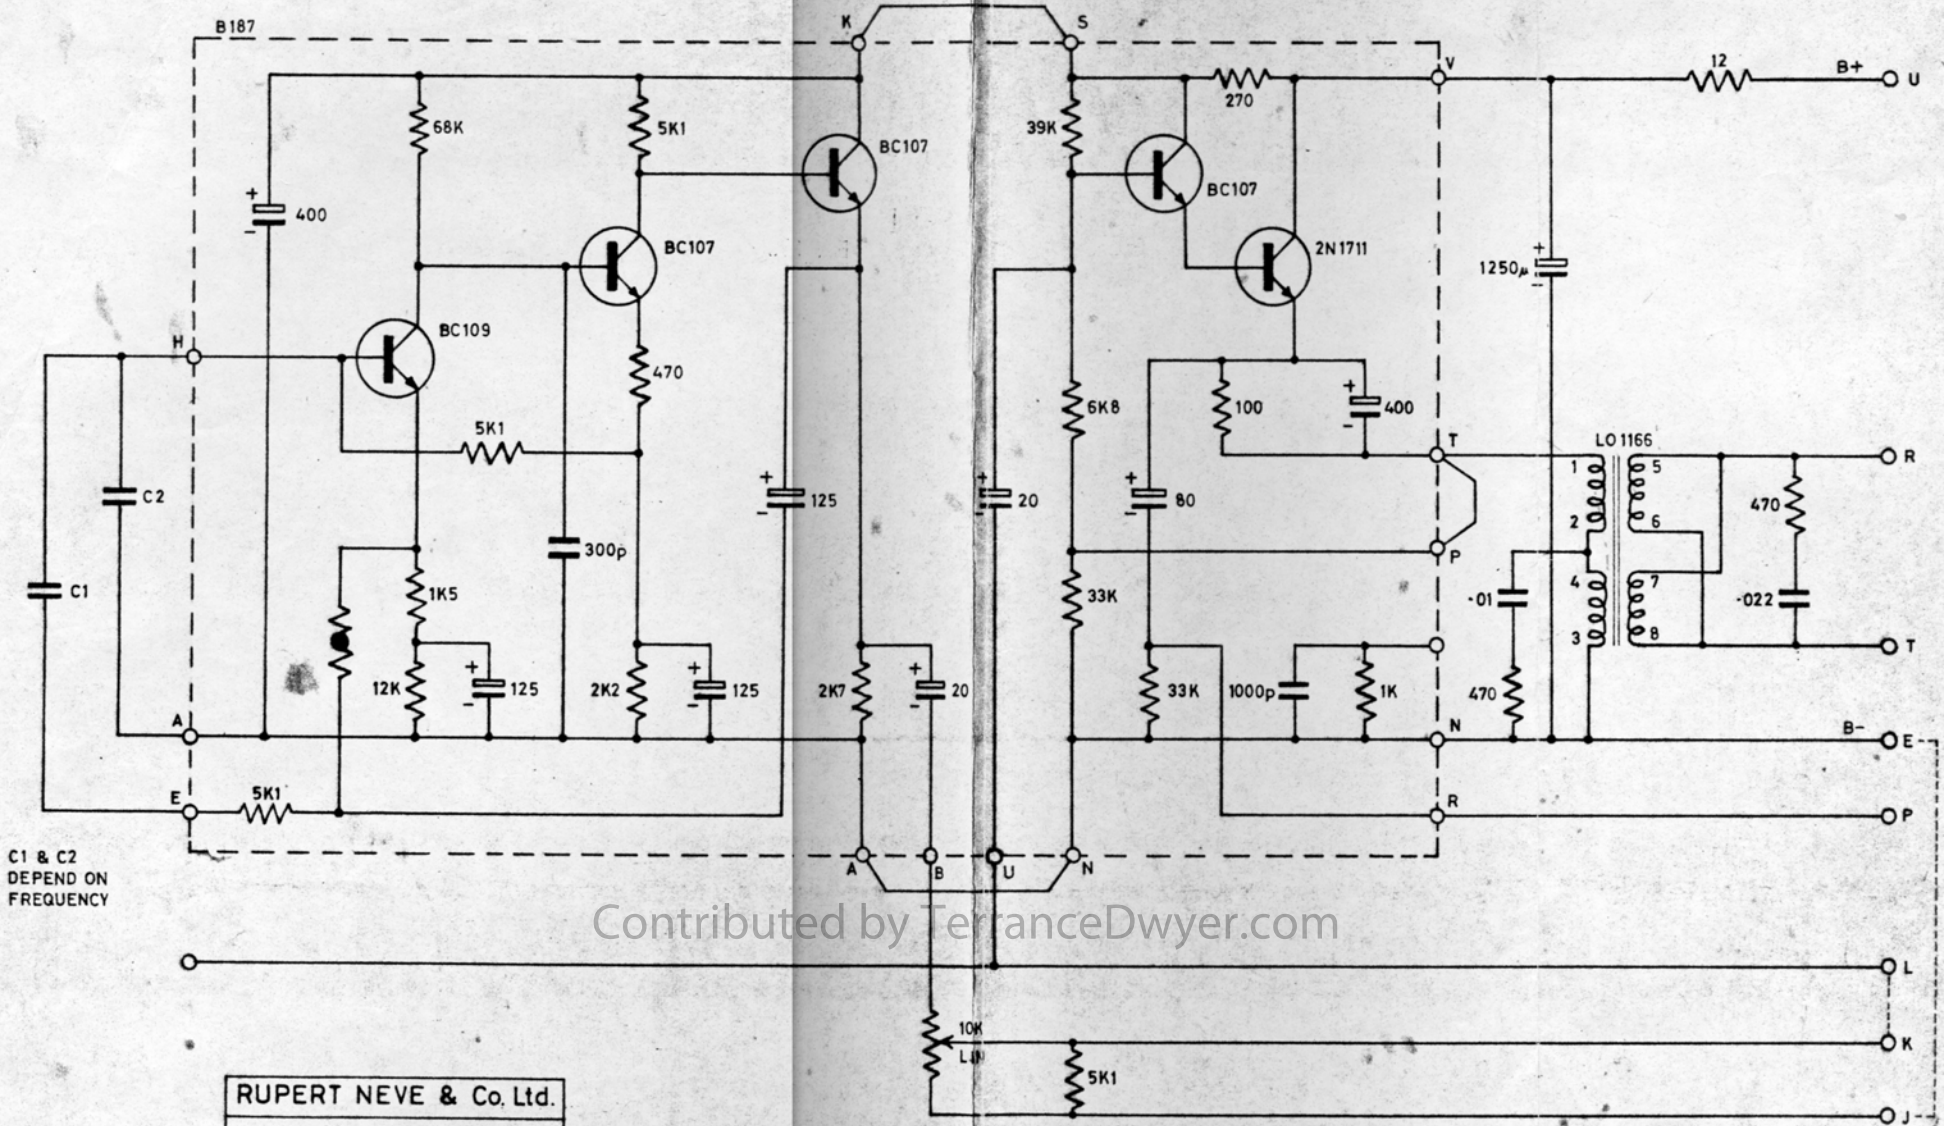 B187
K
S
V
12
B+
U
68K
5K1
BC107
39K
270
BC107
+
400
-
BC107
2N1711
+
1250µ
-
H
BC109
470
6K8
100
+
400
-
T
LO1166
1
5
R
5K1
C2
+
125
-
+
20
-
+
80
-
2
6
470
300p
P
C1
1K5
33K
4
7
·01
·022
3
8
T
12K
+
125
-
2K2
+
125
-
2K7
+
20
-
33K
1000p
1K
470
A
N
B-
E
E
5K1
R
P
C1 & C2
DEPEND ON
FREQUENCY
A
B
U
N
Contributed by TerranceDwyer.com
L
10K
LIN
K
5K1
RUPERT NEVE & Co. Ltd.
J